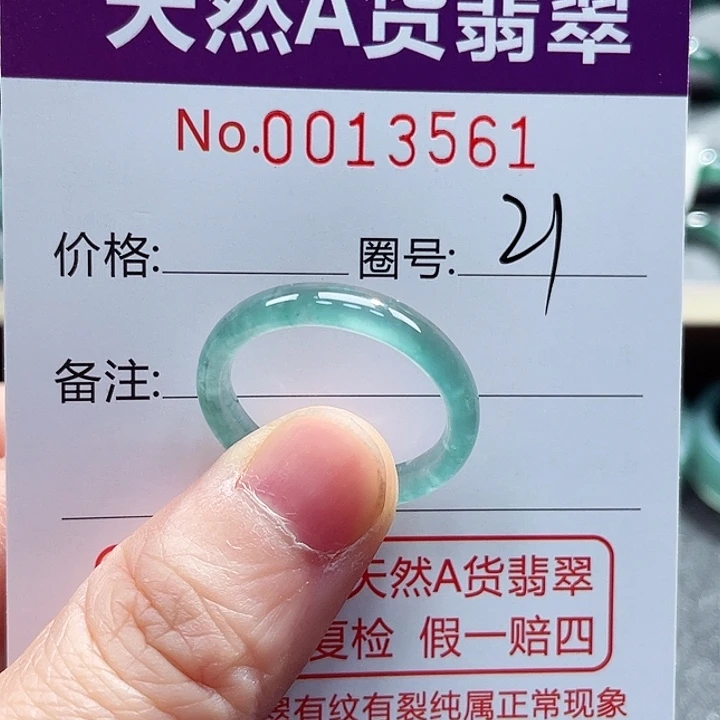 天然A货翡翠
No.0013561
价格: 圈号: 21
备注:
天然A货翡翠
复检 假一赔四
翠有纹有裂纯属正常现象